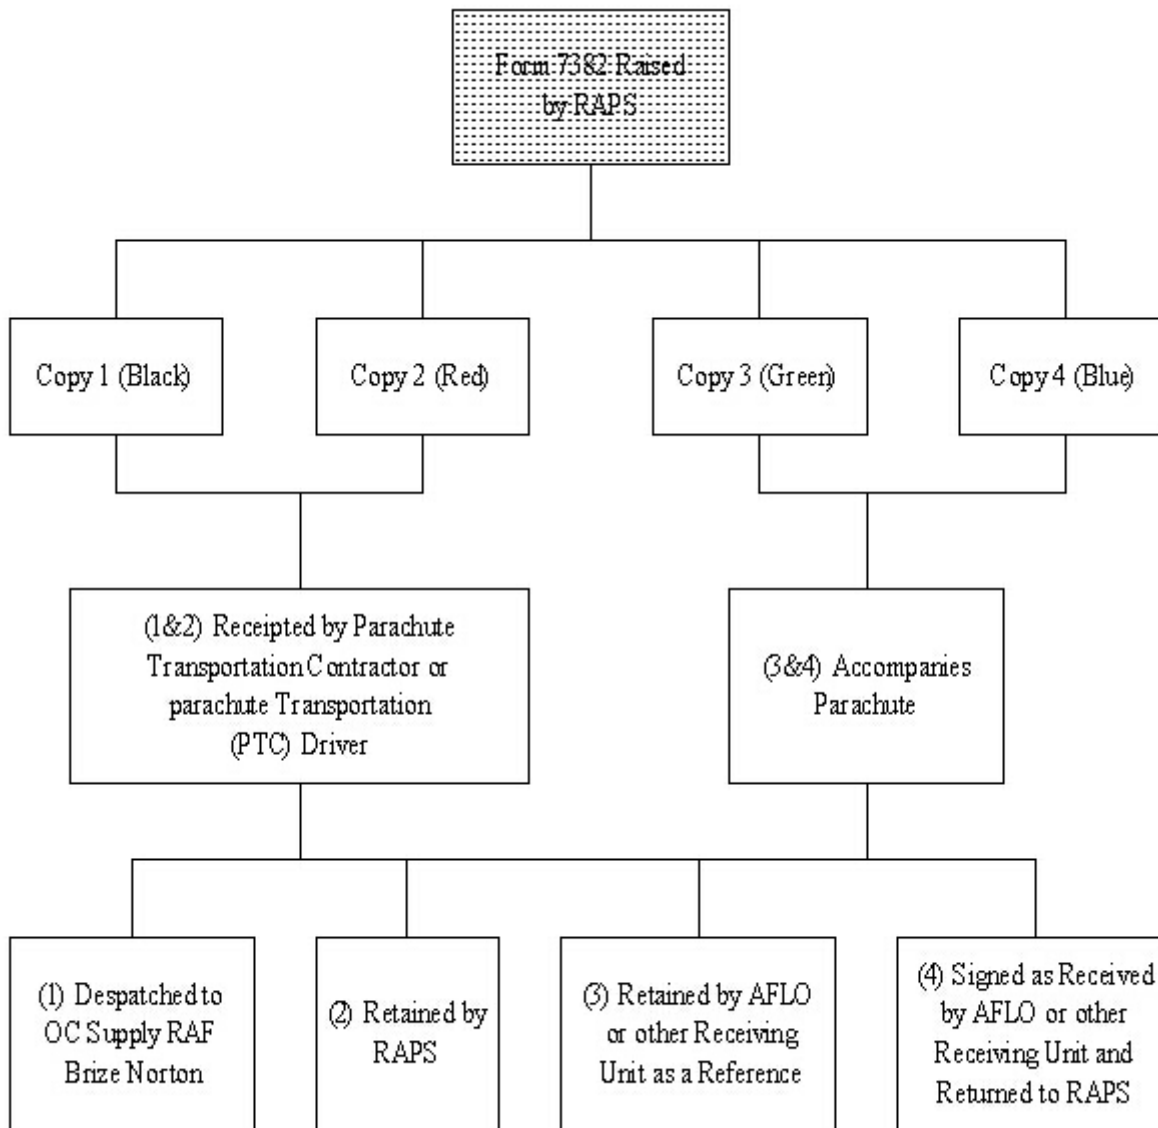 Form 7382 Raised
by RAPS
Copy 1 (Black)
Copy 2 (Red)
Copy 3 (Green)
Copy 4 (Blue)
(1&2) Receipted by Parachute
Transportation Contractor or
parachute Transportation
(PTC) Driver
(3&4) Accompanies
Parachute
(1) Despatched to
OC Supply RAF
Brize Norton
(2) Retained by
RAPS
(3) Retained by AFLO
or other Receiving
Unit as a Reference
(4) Signed as Received
by AFLO or other
Receiving Unit and
Returned to RAPS